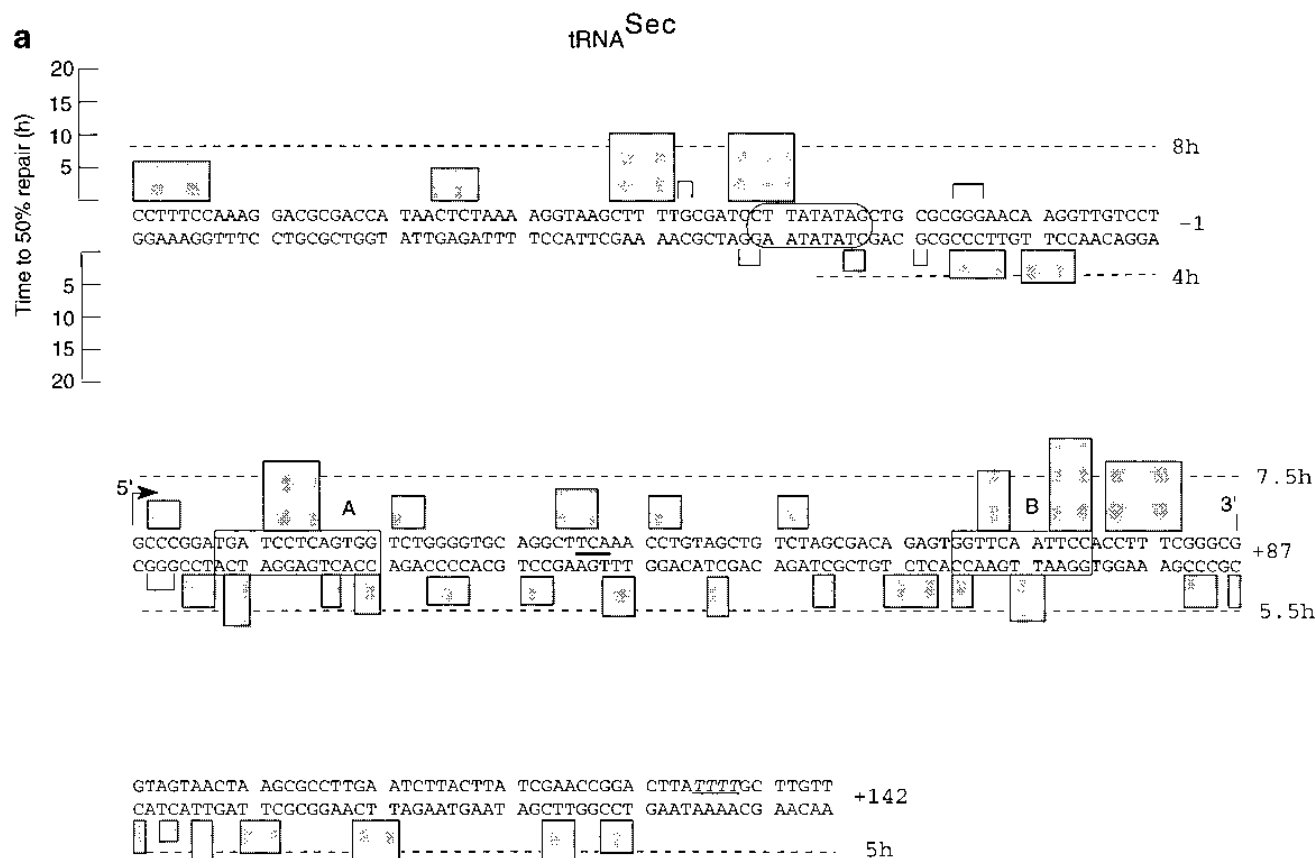 a
tRNA Sec
20
15
10
5
Time to 50% repair (h)
8h
CCTTTCCAAAG GACGCGACCA TAACTCTAAA AGGTAAGCTT TTGCGATCCT TATATAGCTG CGCGGGAACA AGGTTGTCCT
GGAAAGGTTTC CTGCGCTGGT ATTGAGATTT TCCATTCGAA AACGCTAGGA ATATATCGAC GCGCCCTTGT TCCAACAGGA
-1
4h
5
10
15
20
7.5h
5' A B 3'
GCCCGGATGA TCCTCAGTGG TCTGGGGTGC AGGCTTCAAA CCTGTAGCTG TCTAGCGACA GAGTGGTTCA ATTCCACCTT TCGGGCG
CGGGCCTACT AGGAGTCACC AGACCCCACG TCCGAAGTTT GGACATCGAC AGATCGCTGT CTCACCAAGT TAAGGTGGAA AGCCCGC
+87
5.5h
GTAGTAACTA AGCGCCTTGA ATCTTACTTA TCGAACCGGA CTTATTTTGC TTGTT
CATCATTGAT TCGCGGAACT TAGAATGAAT AGCTTGGCCT GAATAAAACG AACAA
+142
5h